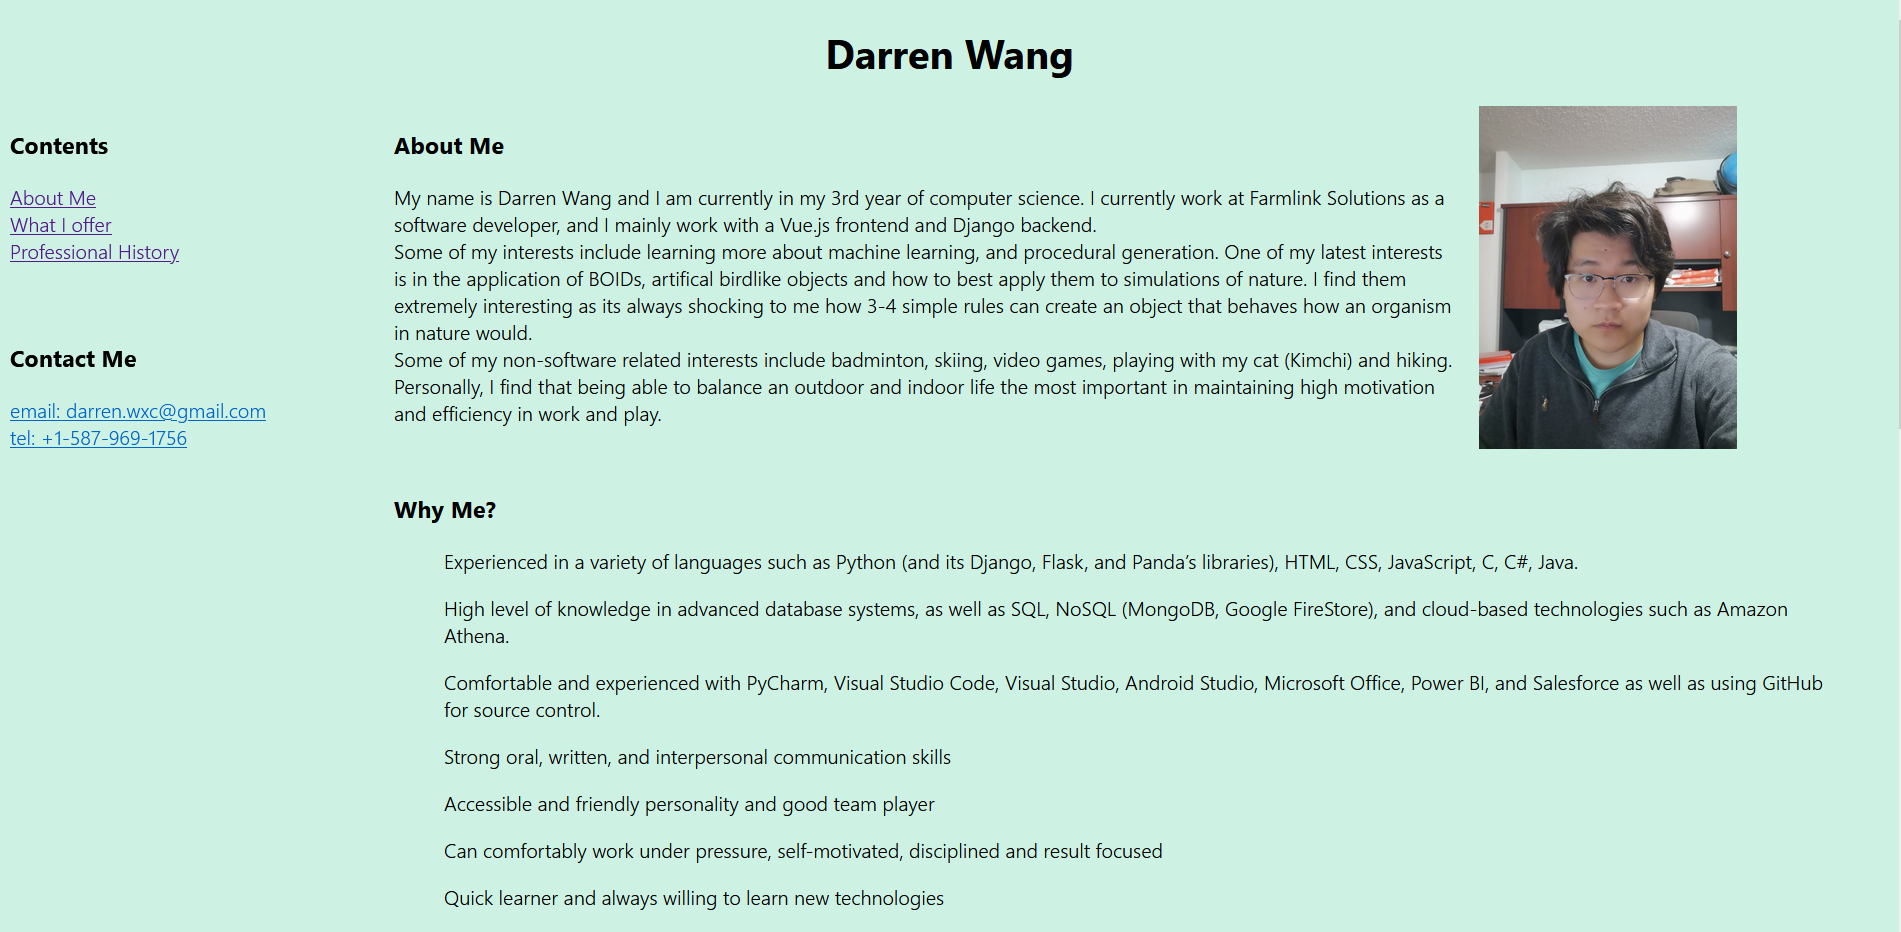 Darren Wang
Contents
About Me
What I offer
Professional History
Contact Me
email: darren.wxc@gmail.com
tel: +1-587-969-1756
About Me
My name is Darren Wang and I am currently in my 3rd year of computer science. I currently work at Farmlink Solutions as a
software developer, and I mainly work with a Vue.js frontend and Django backend.
Some of my interests include learning more about machine learning, and procedural generation. One of my latest interests
is in the application of BOIDs, artifical birdlike objects and how to best apply them to simulations of nature. I find them
extremely interesting as its always shocking to me how 3-4 simple rules can create an object that behaves how an organism
in nature would.
Some of my non-software related interests include badminton, skiing, video games, playing with my cat (Kimchi) and hiking.
Personally, I find that being able to balance an outdoor and indoor life the most important in maintaining high motivation
and efficiency in work and play.
Why Me?
Experienced in a variety of languages such as Python (and its Django, Flask, and Panda’s libraries), HTML, CSS, JavaScript, C, C#, Java.
High level of knowledge in advanced database systems, as well as SQL, NoSQL (MongoDB, Google FireStore), and cloud-based technologies such as Amazon
Athena.
Comfortable and experienced with PyCharm, Visual Studio Code, Visual Studio, Android Studio, Microsoft Office, Power BI, and Salesforce as well as using GitHub
for source control.
Strong oral, written, and interpersonal communication skills
Accessible and friendly personality and good team player
Can comfortably work under pressure, self-motivated, disciplined and result focused
Quick learner and always willing to learn new technologies